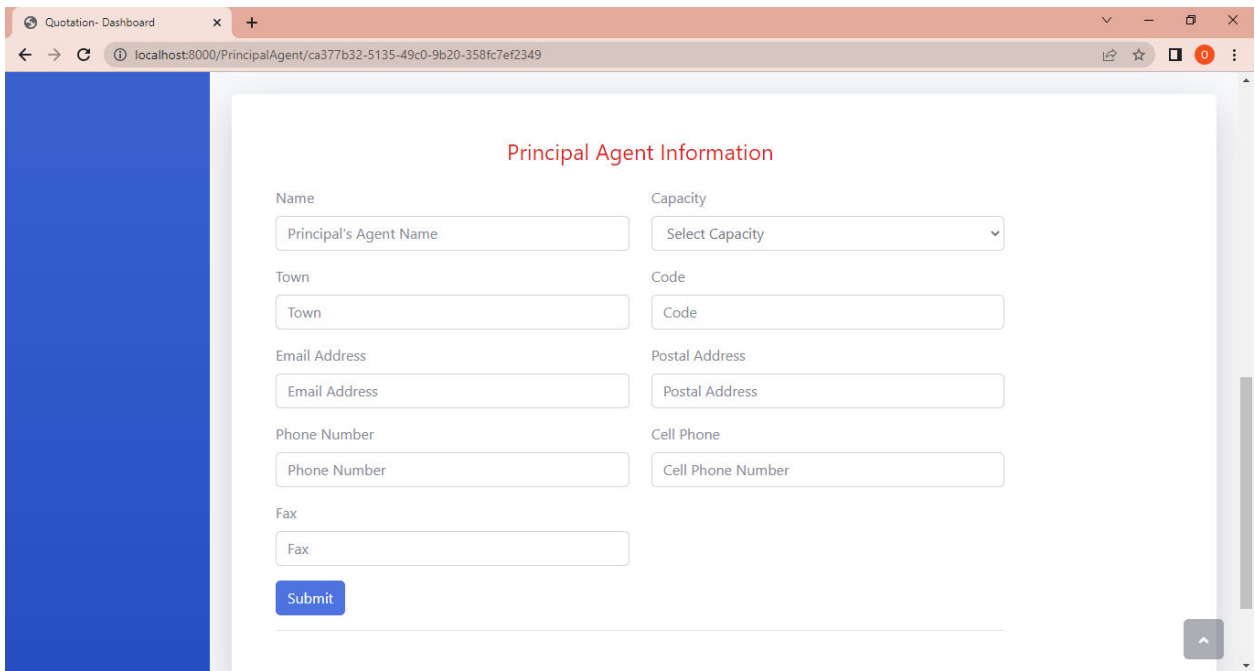 Quotation- Dashboard
localhost:8000/PrincipalAgent/ca377b32-5135-49c0-9b20-358fc7ef2349
O
Principal Agent Information
Name Capacity
Principal's Agent Name Select Capacity
Town Code
Town Code
Email Address Postal Address
Email Address Postal Address
Phone Number Cell Phone
Phone Number Cell Phone Number
Fax
Fax
Submit